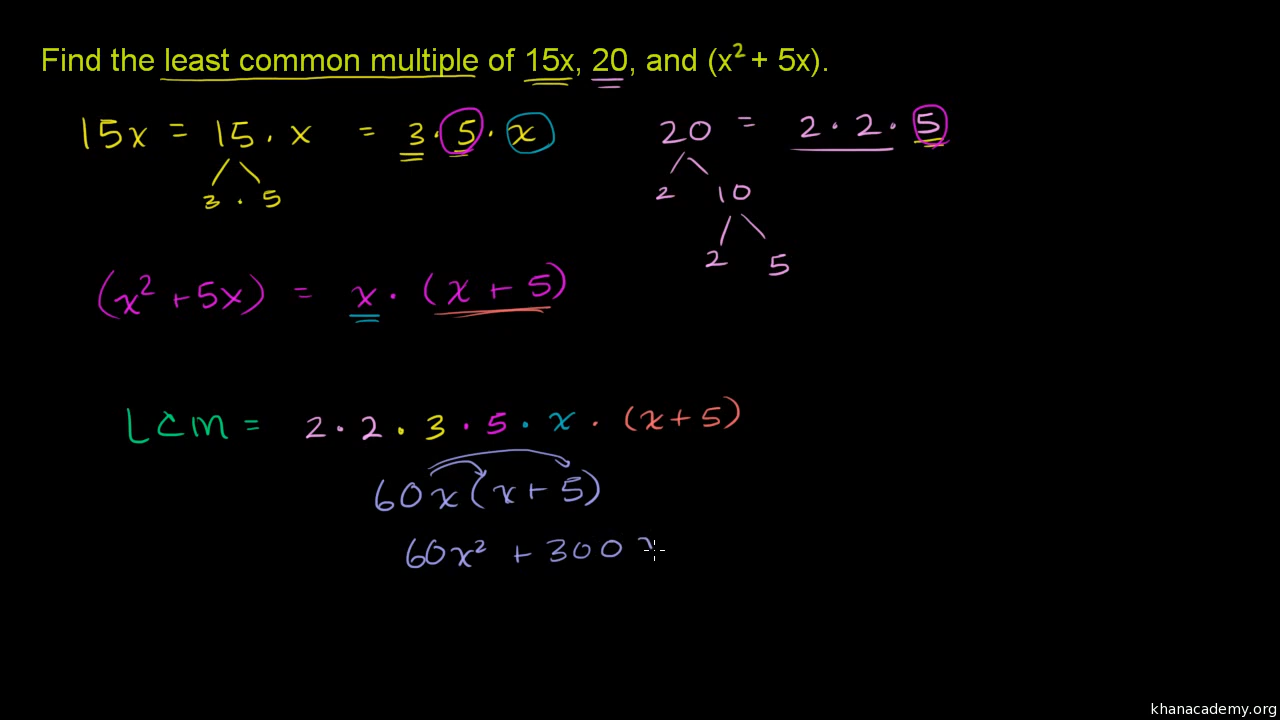 Find the least common multiple of 15x, 20, and (x² + 5x).
15x = 15 · x = 3 · 5 · x
20 = 2 · 2 · 5
3 · 5
2 10
2 5
(x² + 5x) = x · (x + 5)
LCM = 2 · 2 · 3 · 5 · x · (x + 5)
60x(x + 5)
60x² + 300
khanacademy.org